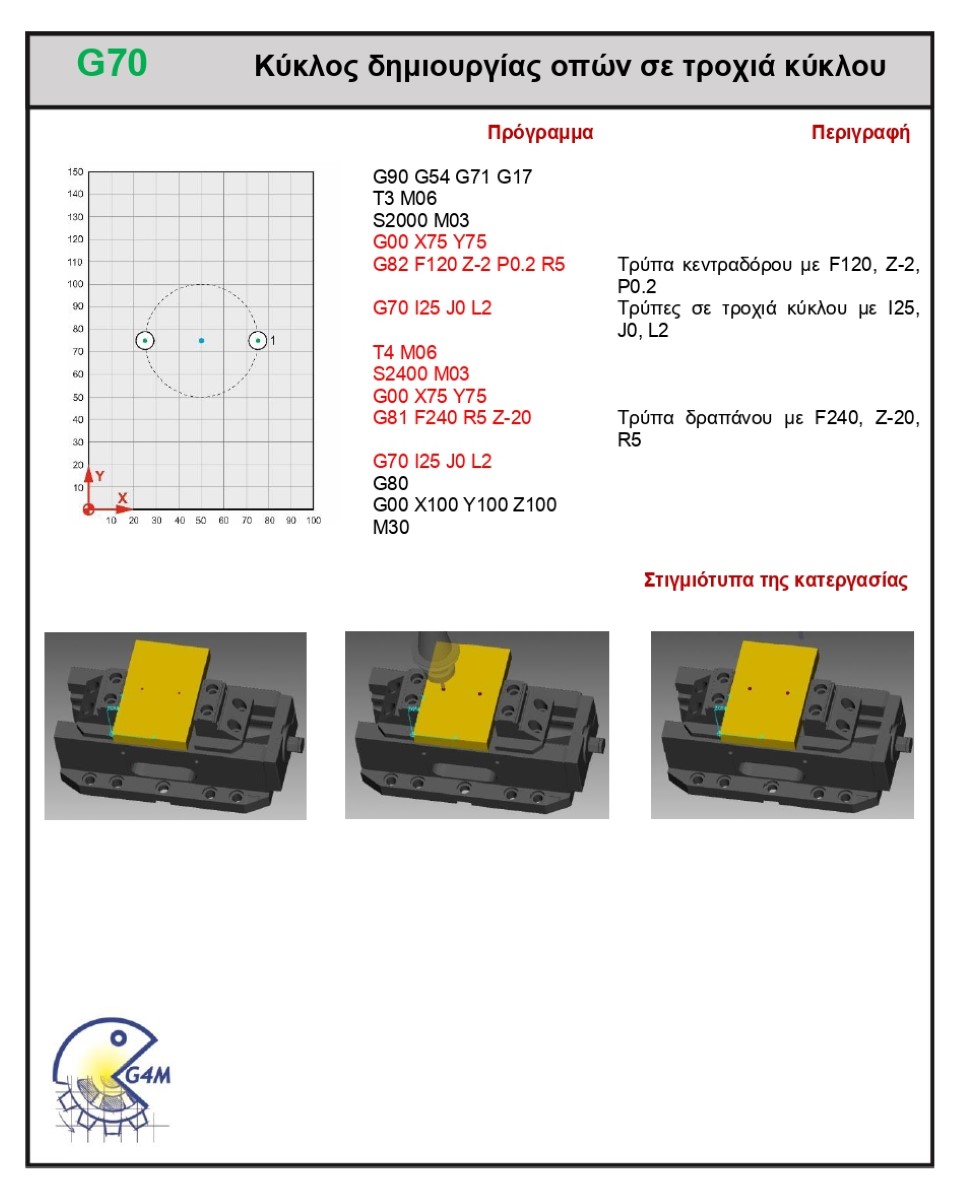 G70 Κύκλος δημιουργίας οπών σε τροχιά κύκλου
Πρόγραμμα Περιγραφή
150
140
130
120
110
100
90
80
70
60
50
40
30
20
10
1
Y
X
10 20 30 40 50 60 70 80 90 100
G90 G54 G71 G17
T3 M06
S2000 M03
G00 X75 Y75
G82 F120 Z-2 P0.2 R5 Τρύπα κεντραδόρου με F120, Z-2,
P0.2
G70 I25 J0 L2 Τρύπες σε τροχιά κύκλου με I25,
J0, L2
T4 M06
S2400 M03
G00 X75 Y75
G81 F240 R5 Z-20 Τρύπα δραπάνου με F240, Z-20,
R5
G70 I25 J0 L2
G80
G00 X100 Y100 Z100
M30
Στιγμιότυπα της κατεργασίας
G4M